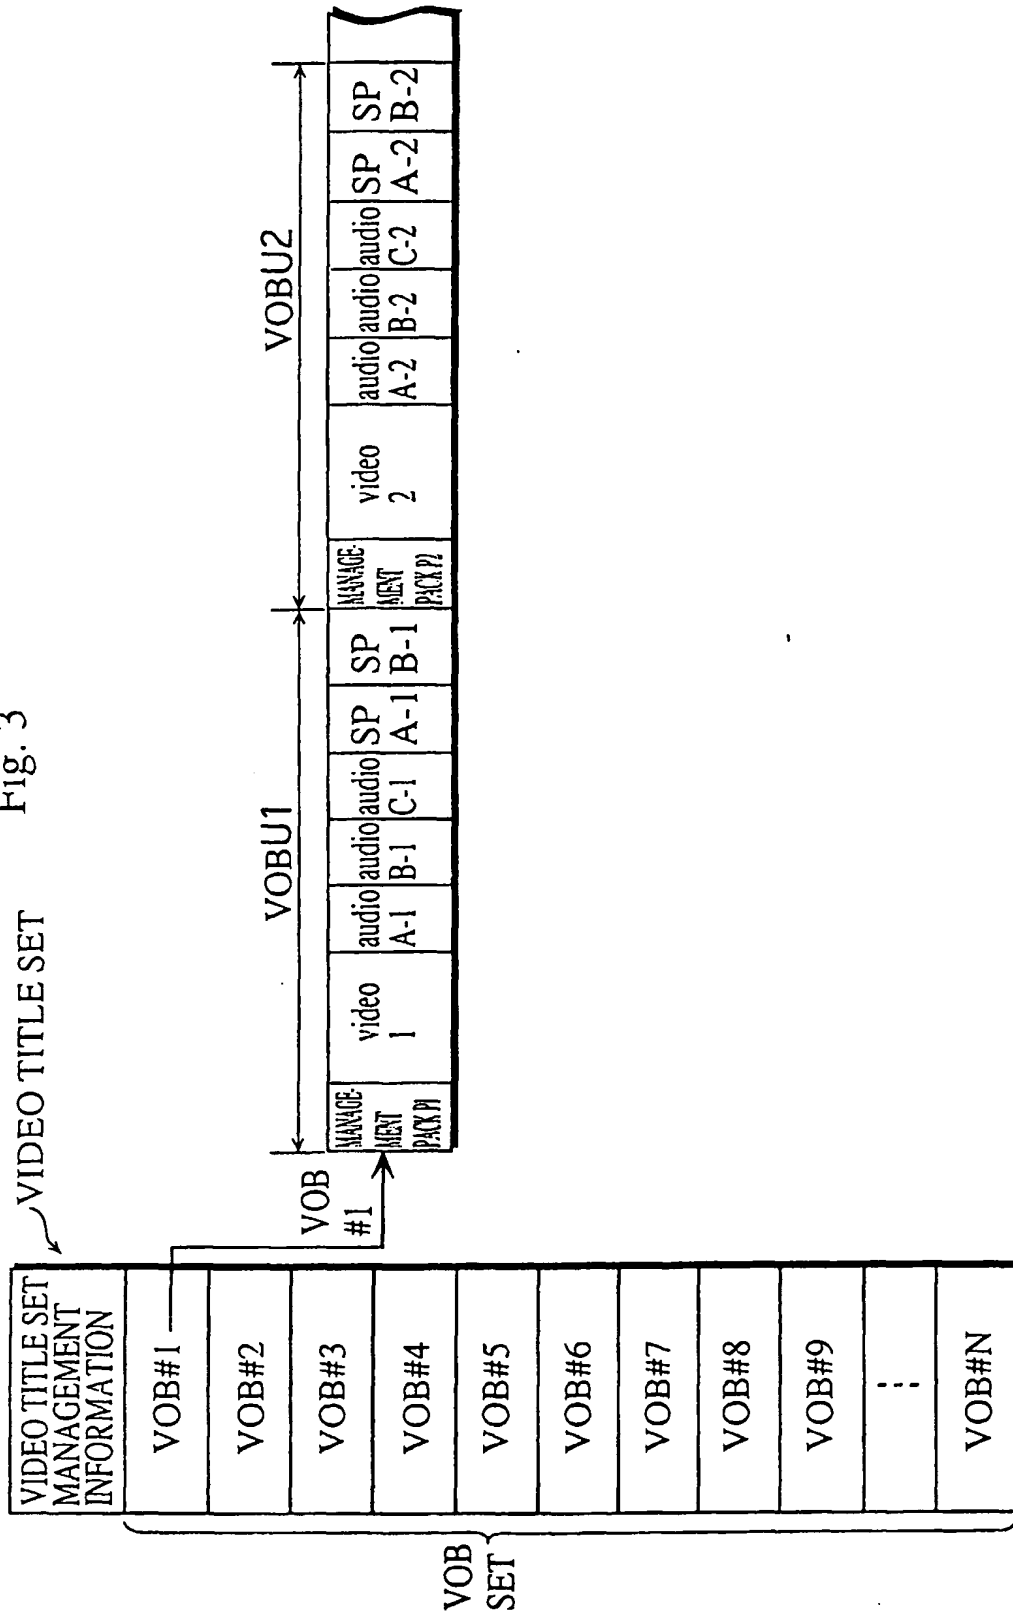 Fig. 3
VIDEO TITLE SET
VIDEO TITLE SET
MANAGEMENT
INFORMATION
VOB#1
VOB#2
VOB#3
VOB#4
VOB#5
VOB#6
VOB#7
VOB#8
VOB#9
---
VOB#N
VOB
SET
VOB
#1
VOBU1
MANAGE-
MENT
PACK P1
video
1
audio
A-1
audio
B-1
audio
C-1
SP
A-1
SP
B-1
VOBU2
MANAGE-
MENT
PACK P2
video
2
audio
A-2
audio
B-2
audio
C-2
SP
A-2
SP
B-2